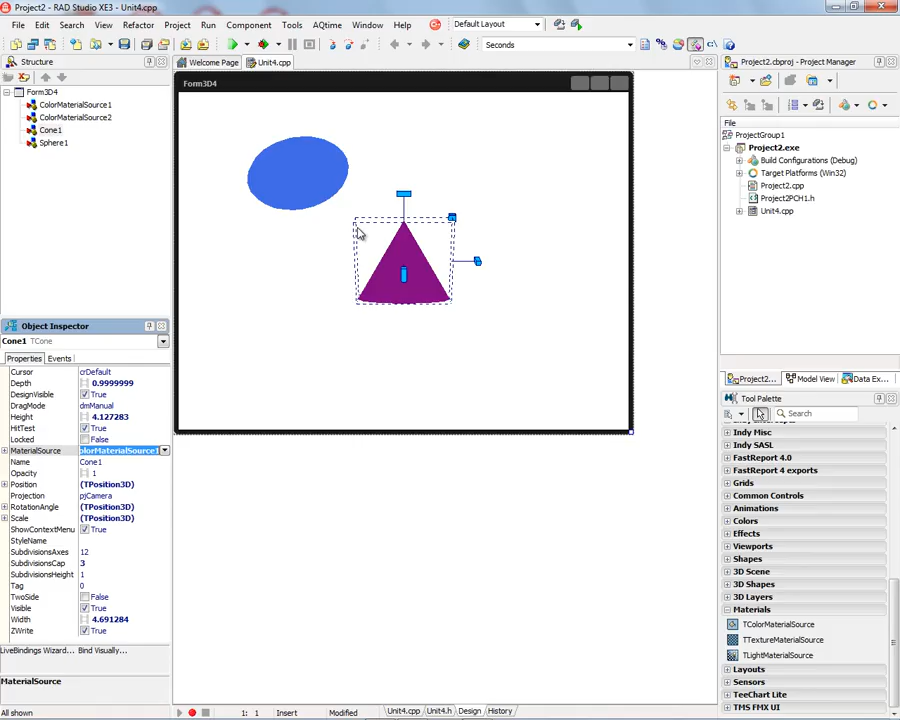 Project2 - RAD Studio XE3 - Unit4.cpp
File Edit Search View Refactor Project Run Component Tools AQtime Window Help Default Layout
Seconds
Structure
Form3D4
ColorMaterialSource1
ColorMaterialSource2
Cone1
Sphere1
Object Inspector
Cone1 TCone
Properties Events
Cursor crDefault
Depth 0.9999999
DesignVisible True
DragMode dmManual
Height 4.127283
HitTest True
Locked False
MaterialSource olorMaterialSource1
Name Cone1
Opacity 1
Position (TPosition3D)
Projection pjCamera
RotationAngle (TPosition3D)
Scale (TPosition3D)
ShowContextMenu True
StyleName
SubdivisionsAxes 12
SubdivisionsCap 3
SubdivisionsHeight 1
Tag 0
TwoSide False
Visible True
Width 4.691284
ZWrite True
LiveBindings Wizard... Bind Visually...
MaterialSource
All shown
Welcome Page Unit4.cpp
Form3D4
1: 1 Insert Modified Unit4.cpp Unit4.h Design History
Project2.cbproj - Project Manager
File
ProjectGroup1
Project2.exe
Build Configurations (Debug)
Target Platforms (Win32)
Project2.cpp
Project2PCH1.h
Unit4.cpp
Project2... Model View Data Ex...
Tool Palette
Search
Indy Misc
Indy SASL
FastReport 4.0
FastReport 4 exports
Grids
Common Controls
Animations
Colors
Effects
Viewports
Shapes
3D Scene
3D Shapes
3D Layers
Materials
TColorMaterialSource
TTextureMaterialSource
TLightMaterialSource
Layouts
Sensors
TeeChart Lite
TMS FMX UI